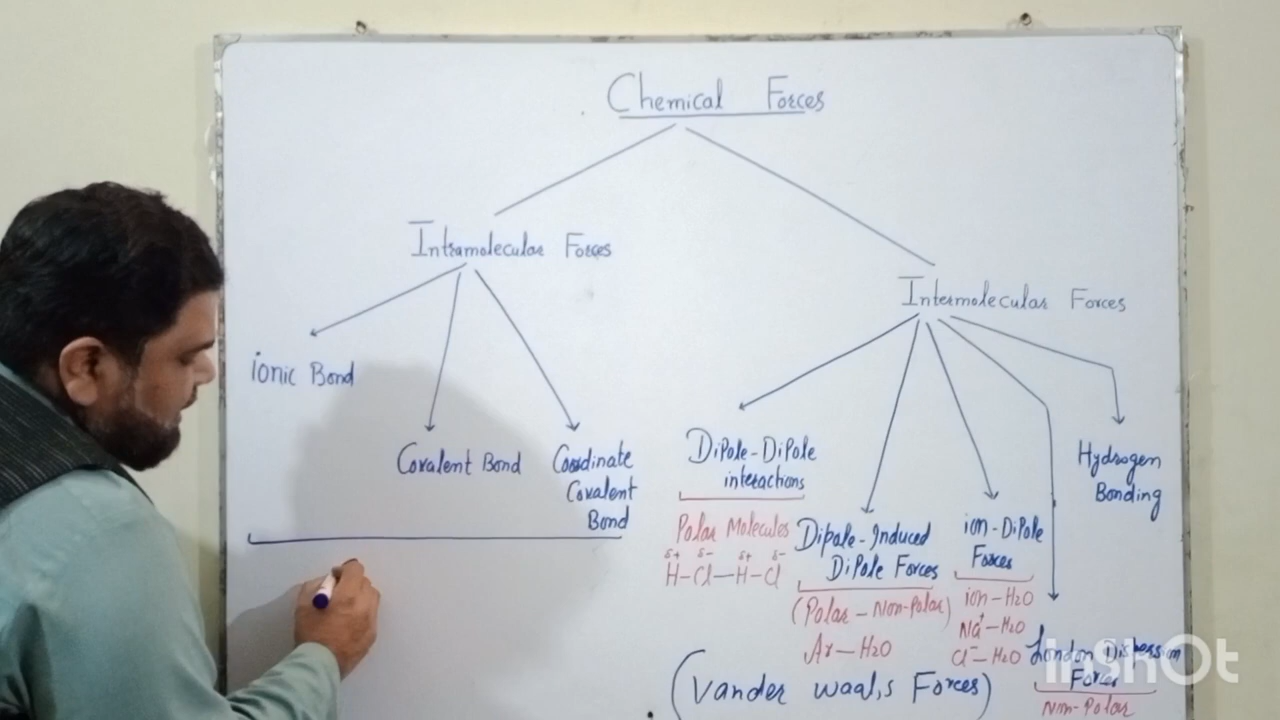 Chemical Forces
Intramolecular Forces
Intermolecular Forces
ionic Bond
Covalent Bond
Coordinate
Covalent
Bond
DiPole-DiPole
interactions
Polar Molecules
δ+ δ- δ+ δ-
H-Cl-H-Cl
Dipole-Induced
DiPole Forces
(Polar-Non-Polar)
Ar-H2O
ion-DiPole
Forces
ion-H2O
Na+-H2O
Cl--H2O
Hydrogen
Bonding
London Dispersion
Forces
Non-Polar
(Vander waal,s Forces)
InShOt